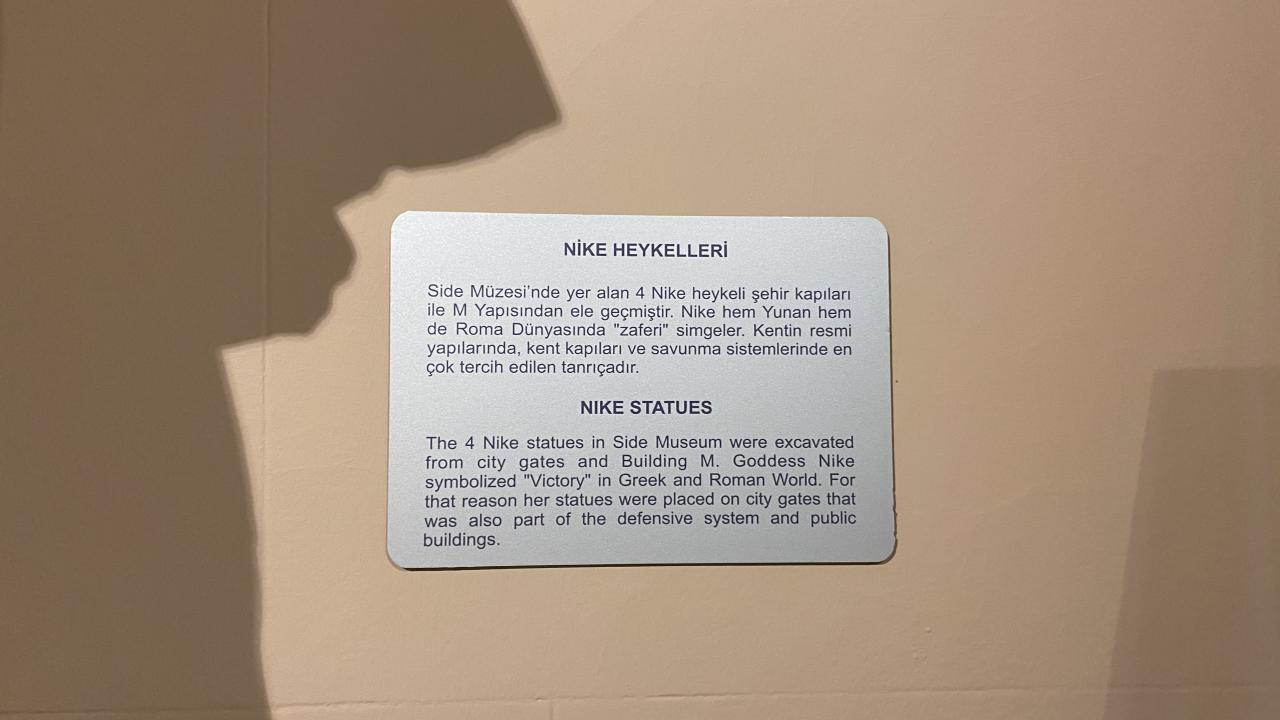 NİKE HEYKELLERİ
Side Müzesi'nde yer alan 4 Nike heykeli şehir kapıları
ile M Yapısından ele geçmiştir. Nike hem Yunan hem
de Roma Dünyasında "zaferi" simgeler. Kentin resmi
yapılarında, kent kapıları ve savunma sistemlerinde en
çok tercih edilen tanrıçadır.
NIKE STATUES
The 4 Nike statues in Side Museum were excavated
from city gates and Building M. Goddess Nike
symbolized "Victory" in Greek and Roman World. For
that reason her statues were placed on city gates that
was also part of the defensive system and public
buildings.